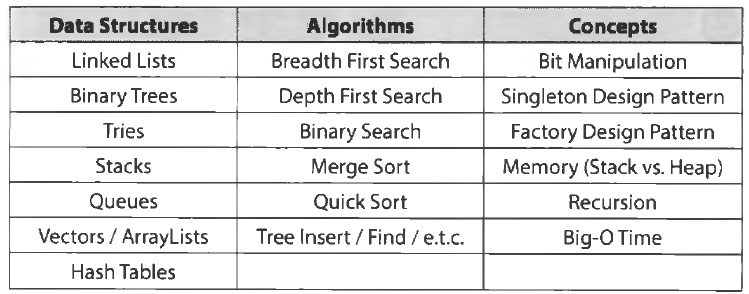 Data Structures Algorithms Concepts
Linked Lists Breadth First Search Bit Manipulation
Binary Trees Depth First Search Singleton Design Pattern
Tries Binary Search Factory Design Pattern
Stacks Merge Sort Memory (Stack vs. Heap)
Queues Quick Sort Recursion
Vectors / ArrayLists Tree Insert / Find / e.t.c. Big-O Time
Hash Tables